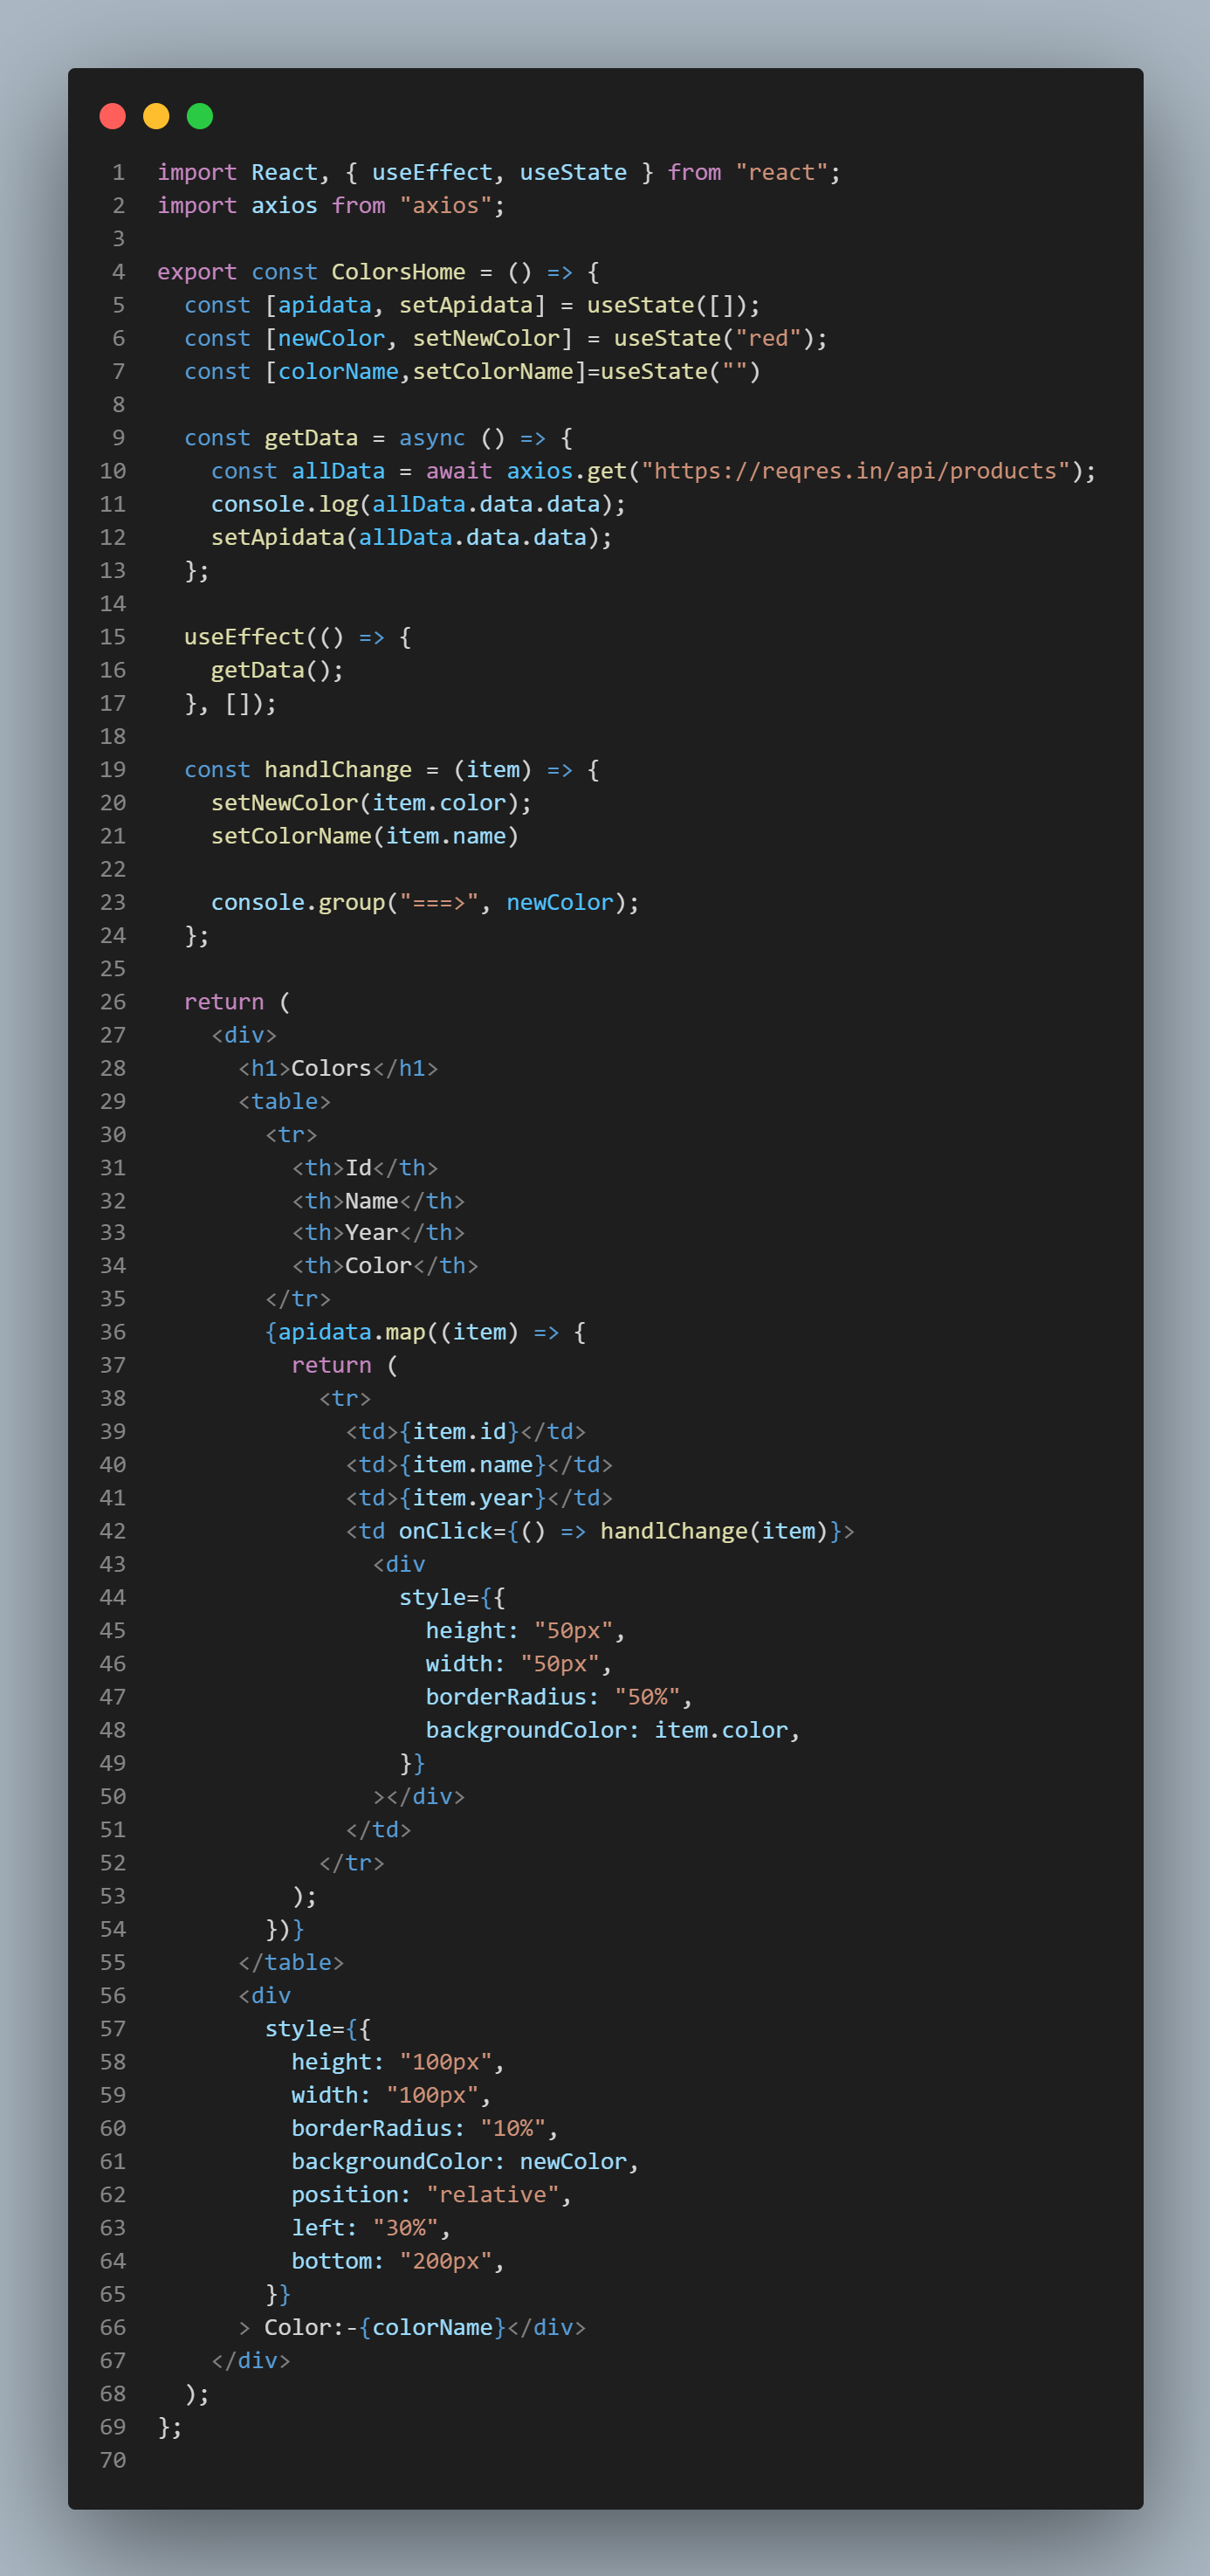 1 import React, { useEffect, useState } from "react";
2 import axios from "axios";
3
4 export const ColorsHome = () => {
5   const [apidata, setApidata] = useState([]);
6   const [newColor, setNewColor] = useState("red");
7   const [colorName,setColorName]=useState("")
8
9   const getData = async () => {
10     const allData = await axios.get("https://reqres.in/api/products");
11     console.log(allData.data.data);
12     setApidata(allData.data.data);
13   };
14
15   useEffect(() => {
16     getData();
17   }, []);
18
19   const handlChange = (item) => {
20     setNewColor(item.color);
21     setColorName(item.name)
22
23     console.group("===>", newColor);
24   };
25
26   return (
27     <div>
28       <h1>Colors</h1>
29       <table>
30         <tr>
31           <th>Id</th>
32           <th>Name</th>
33           <th>Year</th>
34           <th>Color</th>
35         </tr>
36         {apidata.map((item) => {
37           return (
38             <tr>
39               <td>{item.id}</td>
40               <td>{item.name}</td>
41               <td>{item.year}</td>
42               <td onClick={() => handlChange(item)}>
43                 <div
44                   style={{
45                     height: "50px",
46                     width: "50px",
47                     borderRadius: "50%",
48                     backgroundColor: item.color,
49                   }}
50                 ></div>
51               </td>
52             </tr>
53           );
54         })}
55       </table>
56       <div
57         style={{
58           height: "100px",
59           width: "100px",
60           borderRadius: "10%",
61           backgroundColor: newColor,
62           position: "relative",
63           left: "30%",
64           bottom: "200px",
65         }}
66       > Color:-{colorName}</div>
67     </div>
68   );
69 };
70